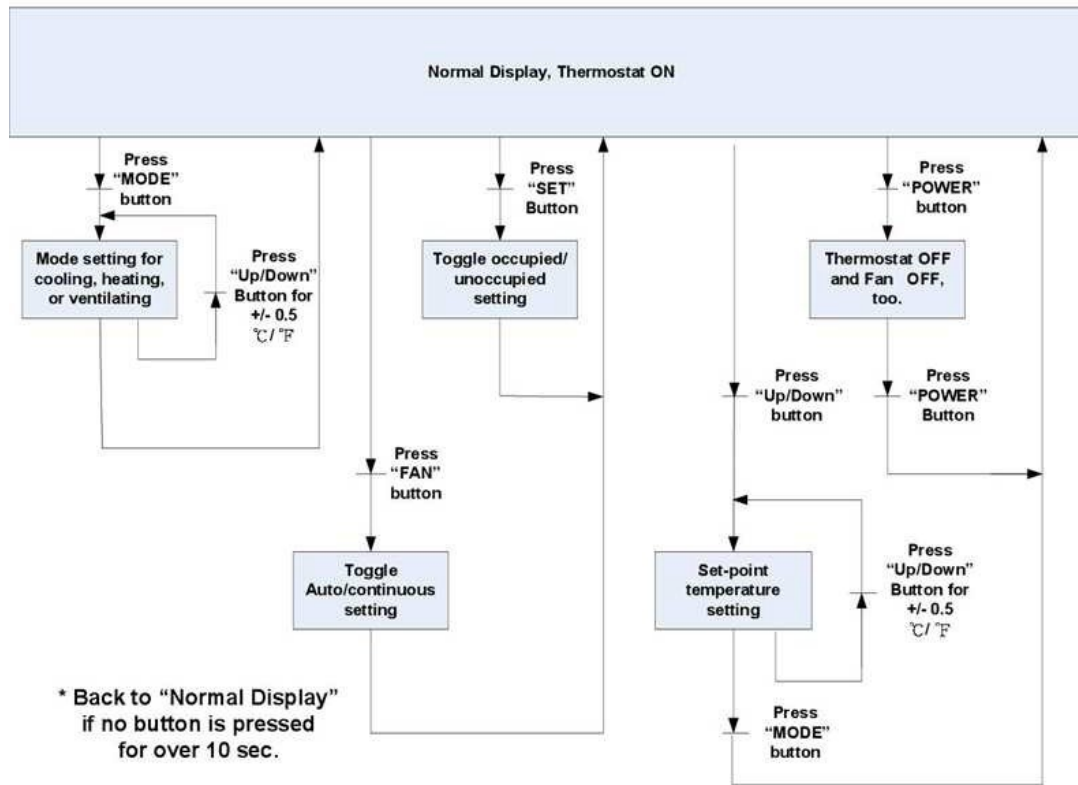 Normal Display, Thermostat ON
Press
“MODE”
button
Mode setting for
cooling, heating,
or ventilating
Press
“Up/Down”
Button for
+/- 0.5
℃/ ℉
Press
“FAN”
button
Toggle
Auto/continuous
setting
Press
“SET”
Button
Toggle occupied/
unoccupied
setting
Press
“Up/Down”
button
Set-point
temperature
setting
Press
“Up/Down”
Button for
+/- 0.5
℃/ ℉
Press
“MODE”
button
Press
“POWER”
button
Thermostat OFF
and Fan OFF,
too.
Press
“POWER”
Button
* Back to “Normal Display”
if no button is pressed
for over 10 sec.